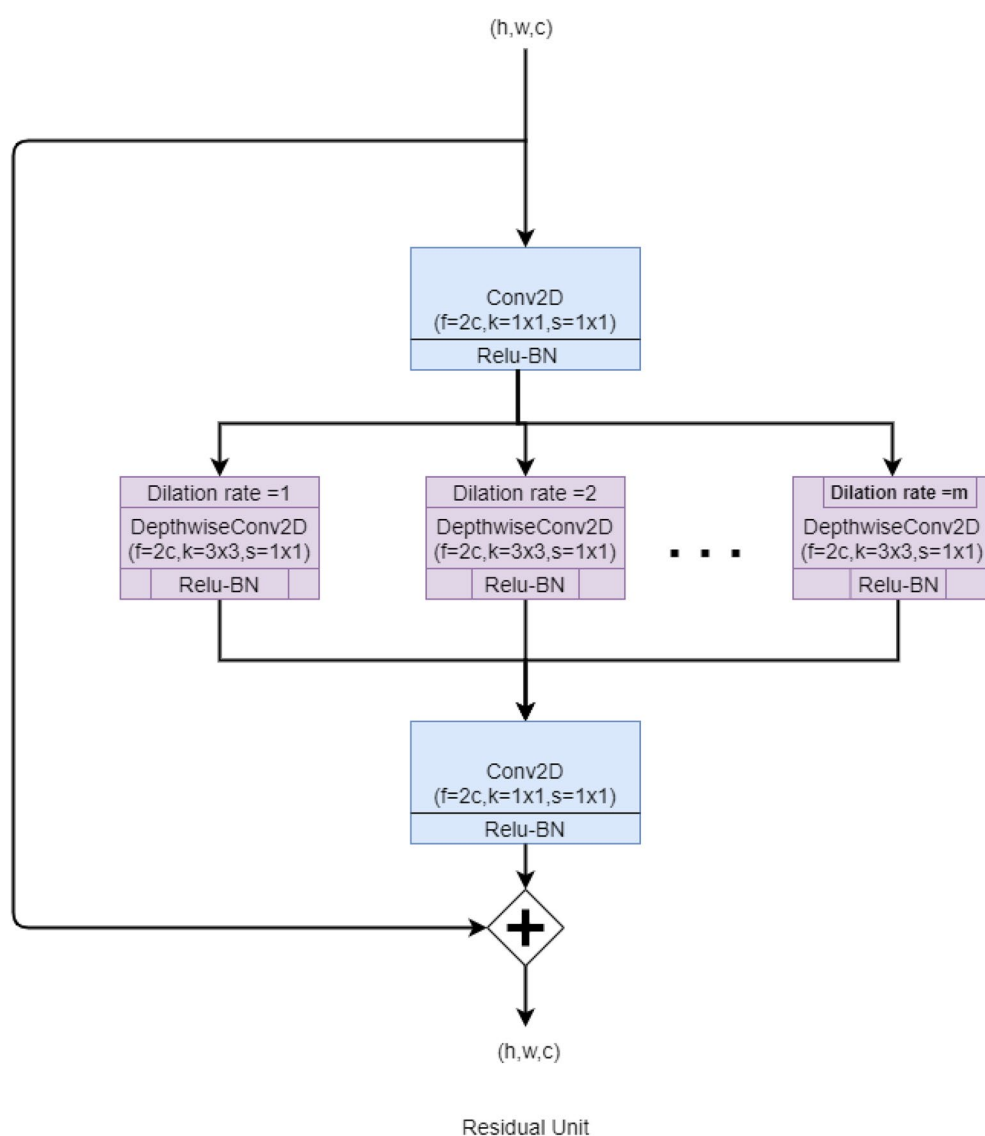 (h,w,c)
Conv2D
(f=2c,k=1x1,s=1x1)
Relu-BN
Dilation rate =1
DepthwiseConv2D
(f=2c,k=3x3,s=1x1)
Relu-BN
Dilation rate =2
DepthwiseConv2D
(f=2c,k=3x3,s=1x1)
Relu-BN
. . .
Dilation rate =m
DepthwiseConv2D
(f=2c,k=3x3,s=1x1)
Relu-BN
Conv2D
(f=2c,k=1x1,s=1x1)
Relu-BN
+
(h,w,c)
Residual Unit